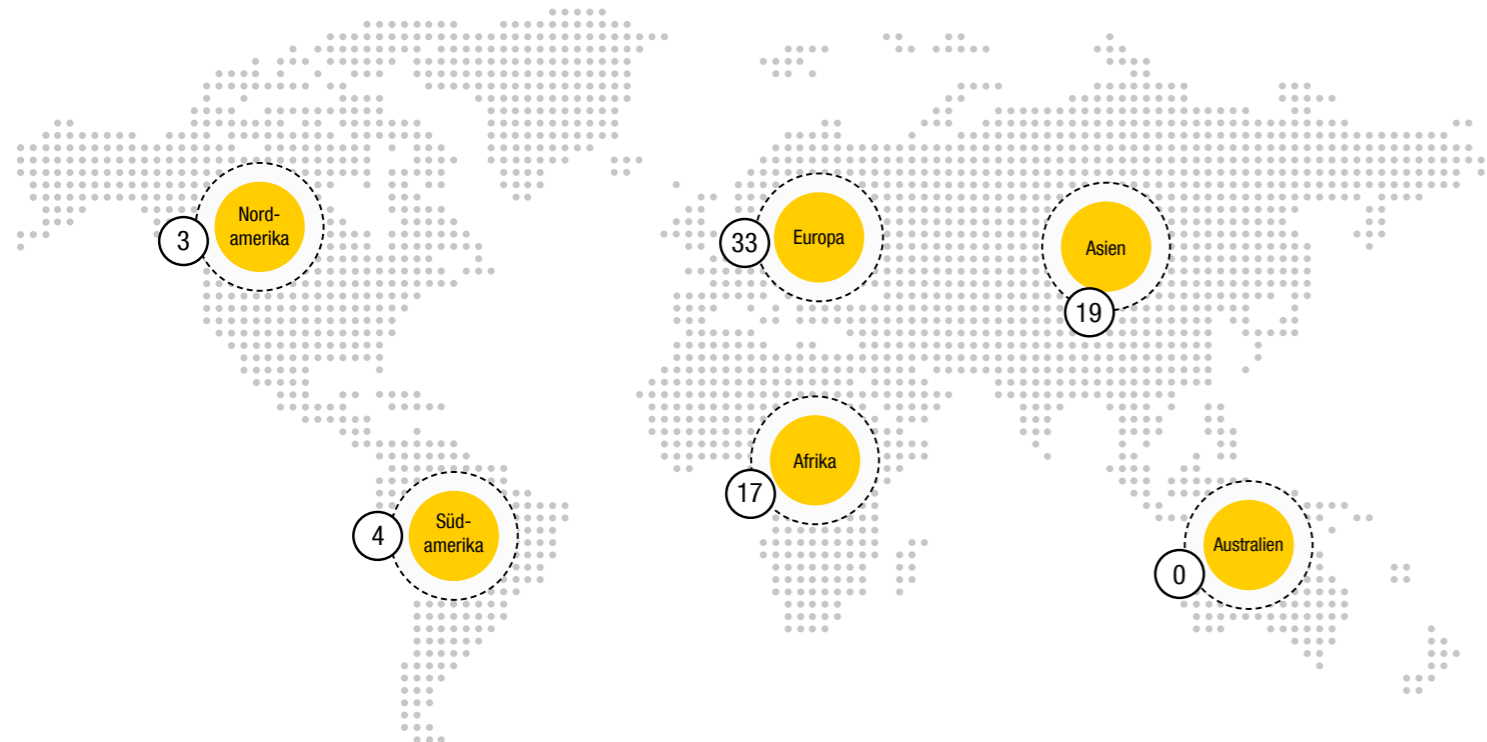 Nord-
amerika
3
Europa
33
Asien
19
Afrika
17
Süd-
amerika
4
Australien
0